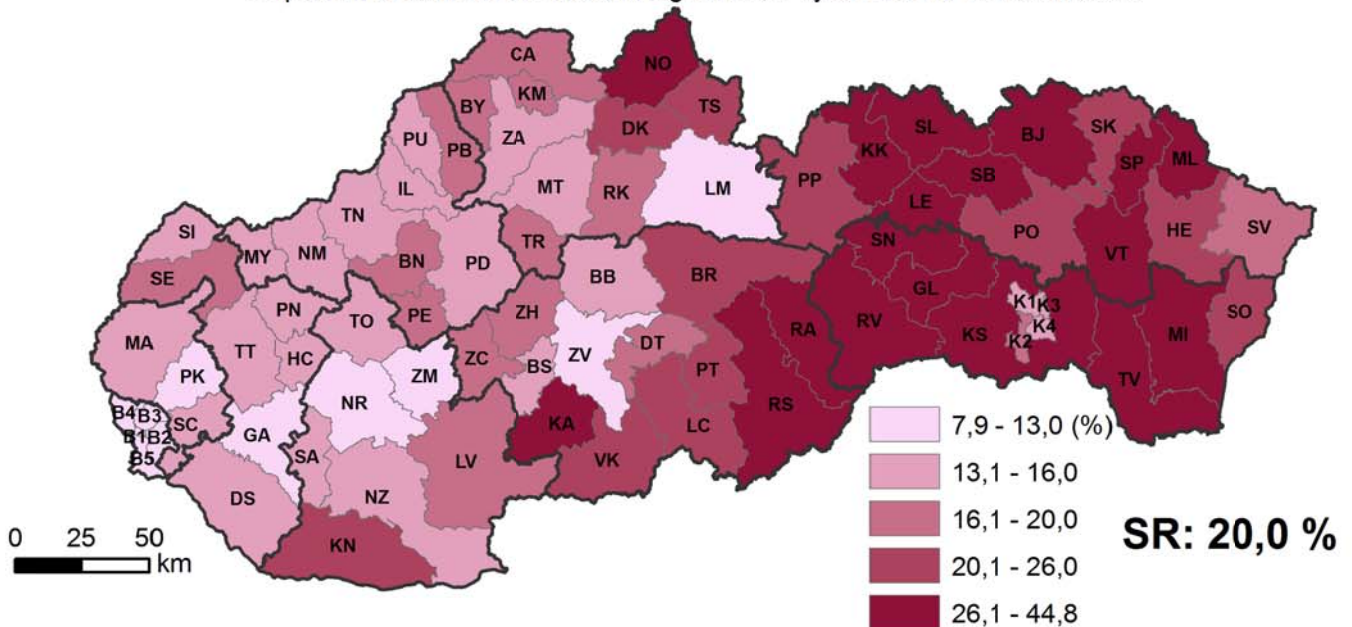 CA
NO
KM
BY
TS
PU
ZA
DK
PB
SL
BJ
SK
KK
SP
ML
IL
MT
RK
LM
PP
SB
LE
TN
SI
MY
NM
BN
PD
TR
SN
PO
VT
HE
SV
SE
BB
BR
GL
PN
TO
PE
ZH
K1
K3
K4
K2
RA
RV
KS
MI
SO
MA
TT
HC
ZC
BS
ZV
DT
PK
ZM
PT
TV
NR
RS
B4
B3
SC
B1
B2
GA
KA
LC
B5
SA
LV
VK
DS
NZ
KN
0 25 50
km
7,9 - 13,0 (%)
13,1 - 16,0
16,1 - 20,0
20,1 - 26,0
26,1 - 44,8
SR: 20,0 %